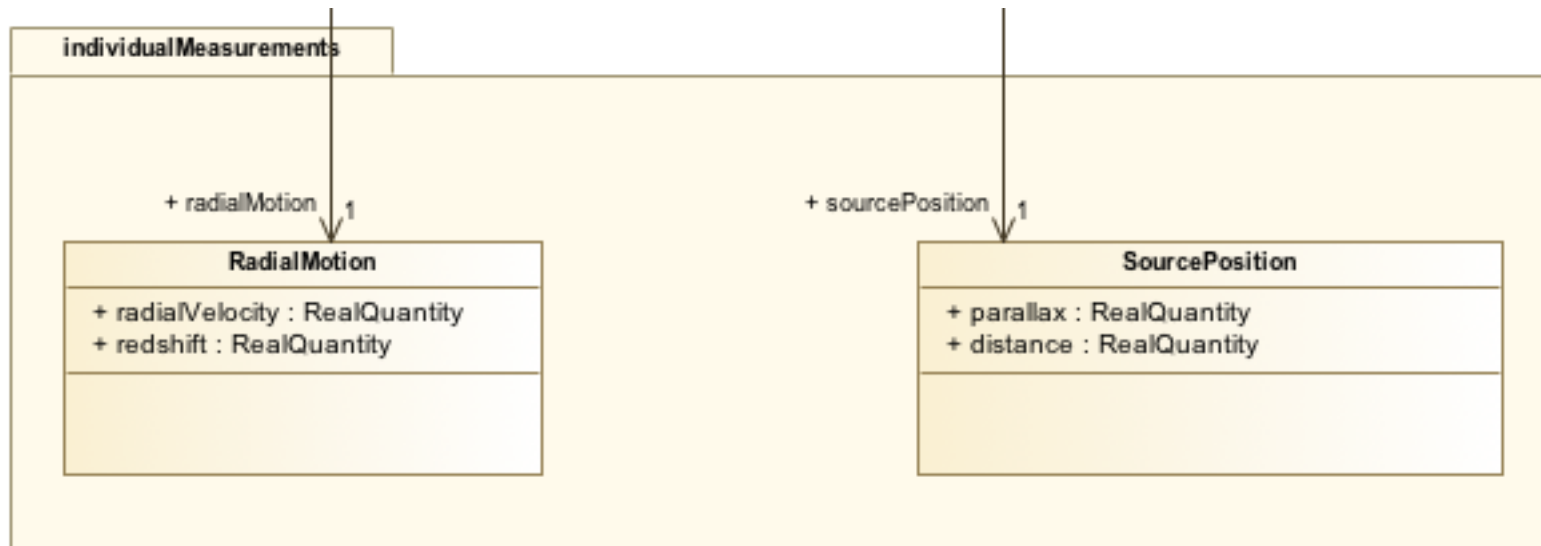 individualMeasurements
+ radialMotion
1
+ sourcePosition
1
RadialMotion
+ radialVelocity : RealQuantity
+ redshift : RealQuantity
SourcePosition
+ parallax : RealQuantity
+ distance : RealQuantity